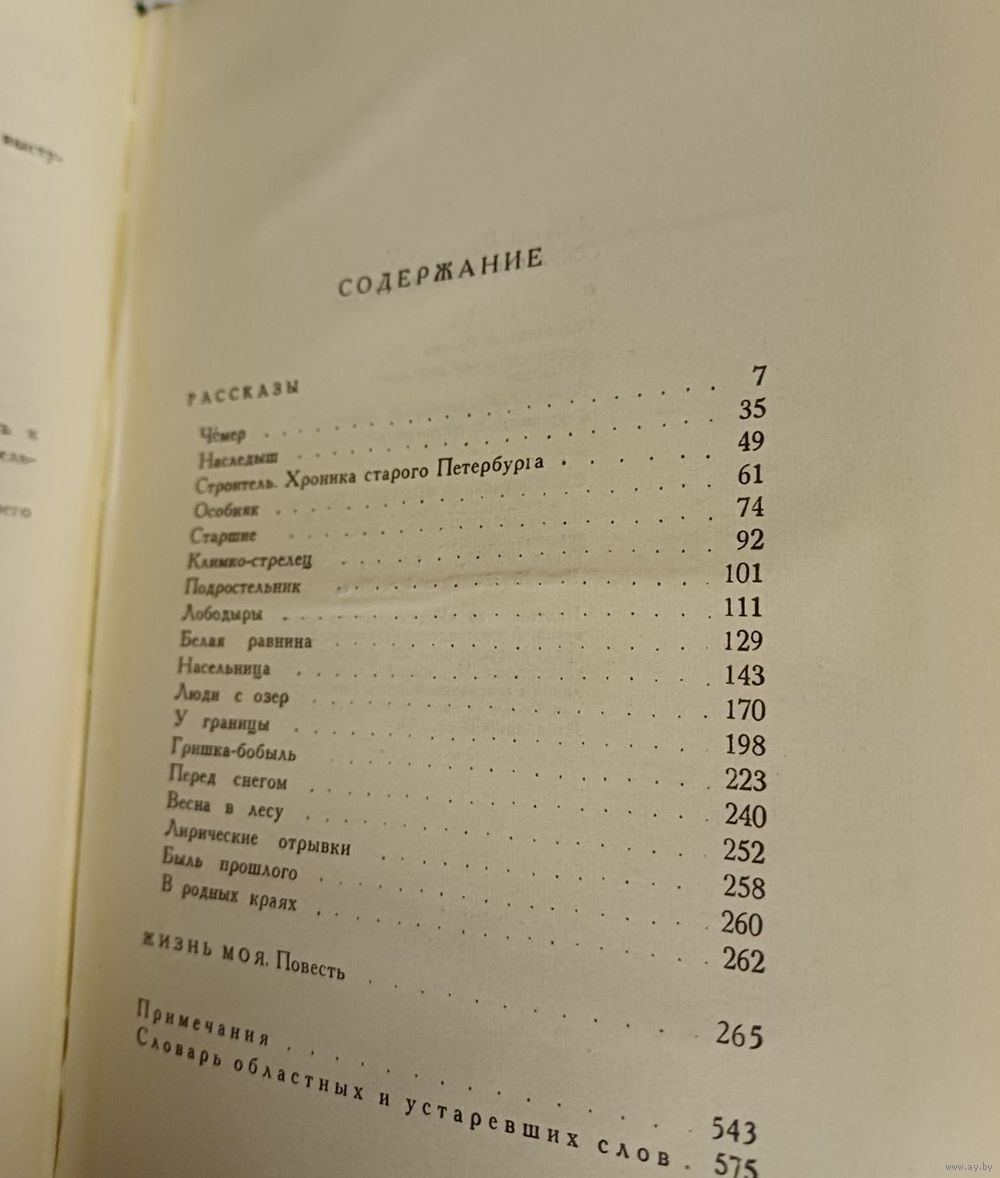 высту-
СОДЕРЖАНИЕ
РАССКАЗЫ
Чёмер . . . . . . . . . . . . . . . . 7
Наследыш . . . . . . . . . . . . . . . . 35
Строитель. Хроника старого Петербурга . . . . . 49
Особняк . . . . . . . . . . . . . . . . 61
Старшие . . . . . . . . . . . . . . . . 74
Климко-стрелец . . . . . . . . . . . . . . 92
Подростельник . . . . . . . . . . . . . . 101
Лободыры . . . . . . . . . . . . . . . . 111
Белая равнина . . . . . . . . . . . . . . 129
Насельница . . . . . . . . . . . . . . . 143
Люди с озер . . . . . . . . . . . . . . . 170
У границы . . . . . . . . . . . . . . . 198
Гришка-бобыль . . . . . . . . . . . . . . 223
Перед снегом . . . . . . . . . . . . . . 240
Весна в лесу . . . . . . . . . . . . . . 252
Лирические отрывки . . . . . . . . . . . . 258
Быль прошлого . . . . . . . . . . . . . . 260
В родных краях . . . . . . . . . . . . . . 262
ЖИЗНЬ МОЯ. Повесть . . . . . . . . . . . 265
Примечания . . . . . . . . . . . . . . 543
Словарь областных и устаревших слов . 575
www.ay.by